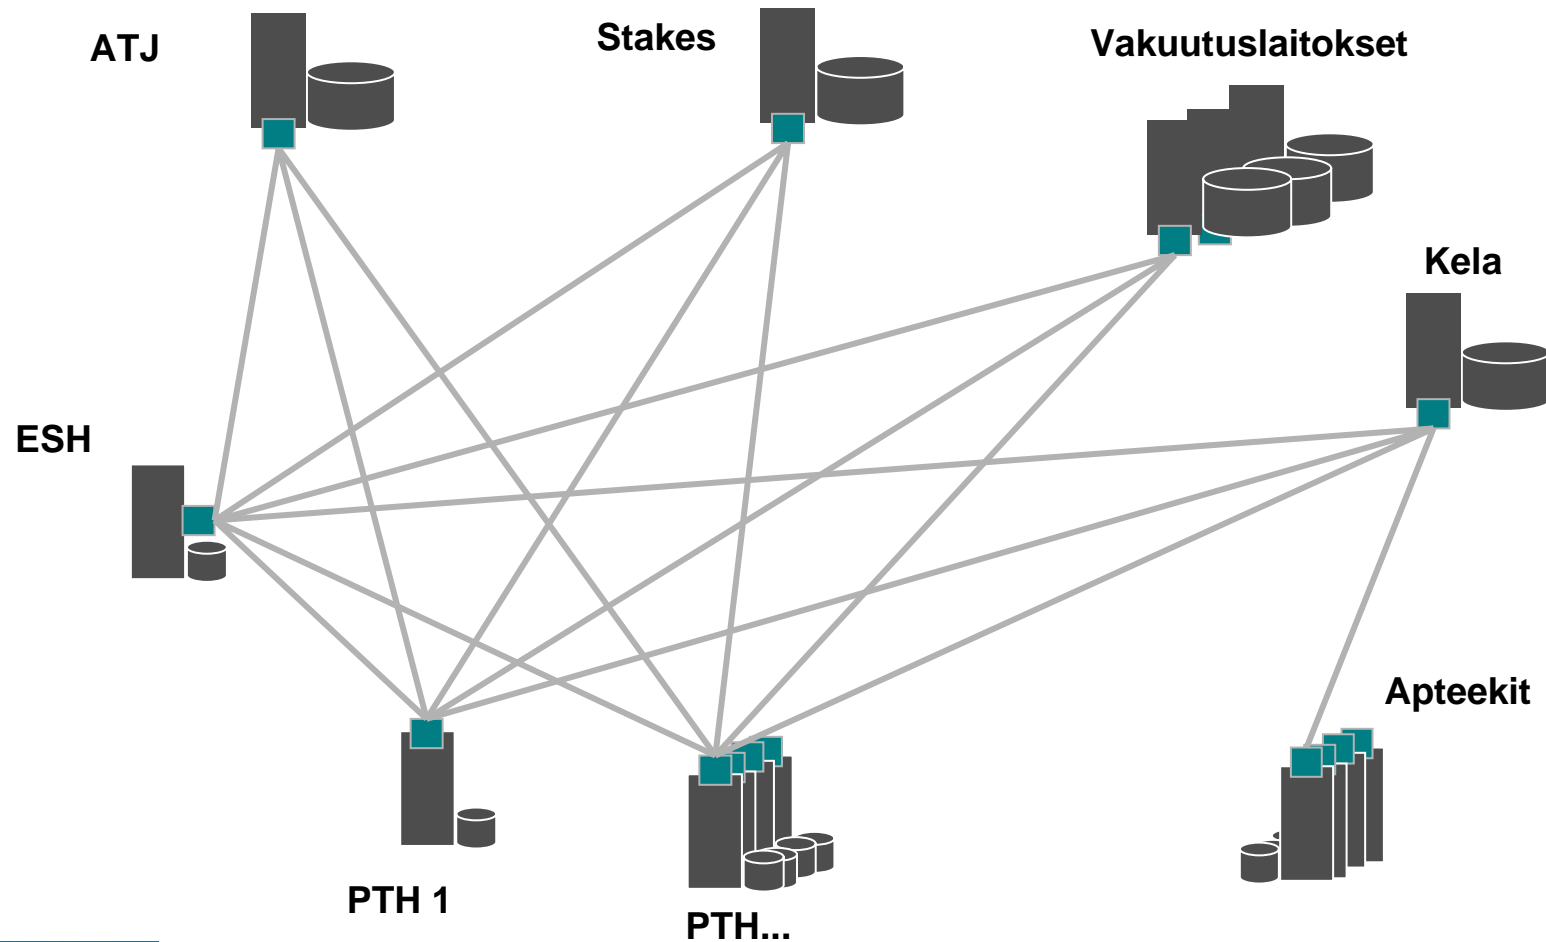 ATJ
Stakes
Vakuutuslaitokset
Kela
ESH
Apteekit
PTH 1
PTH...